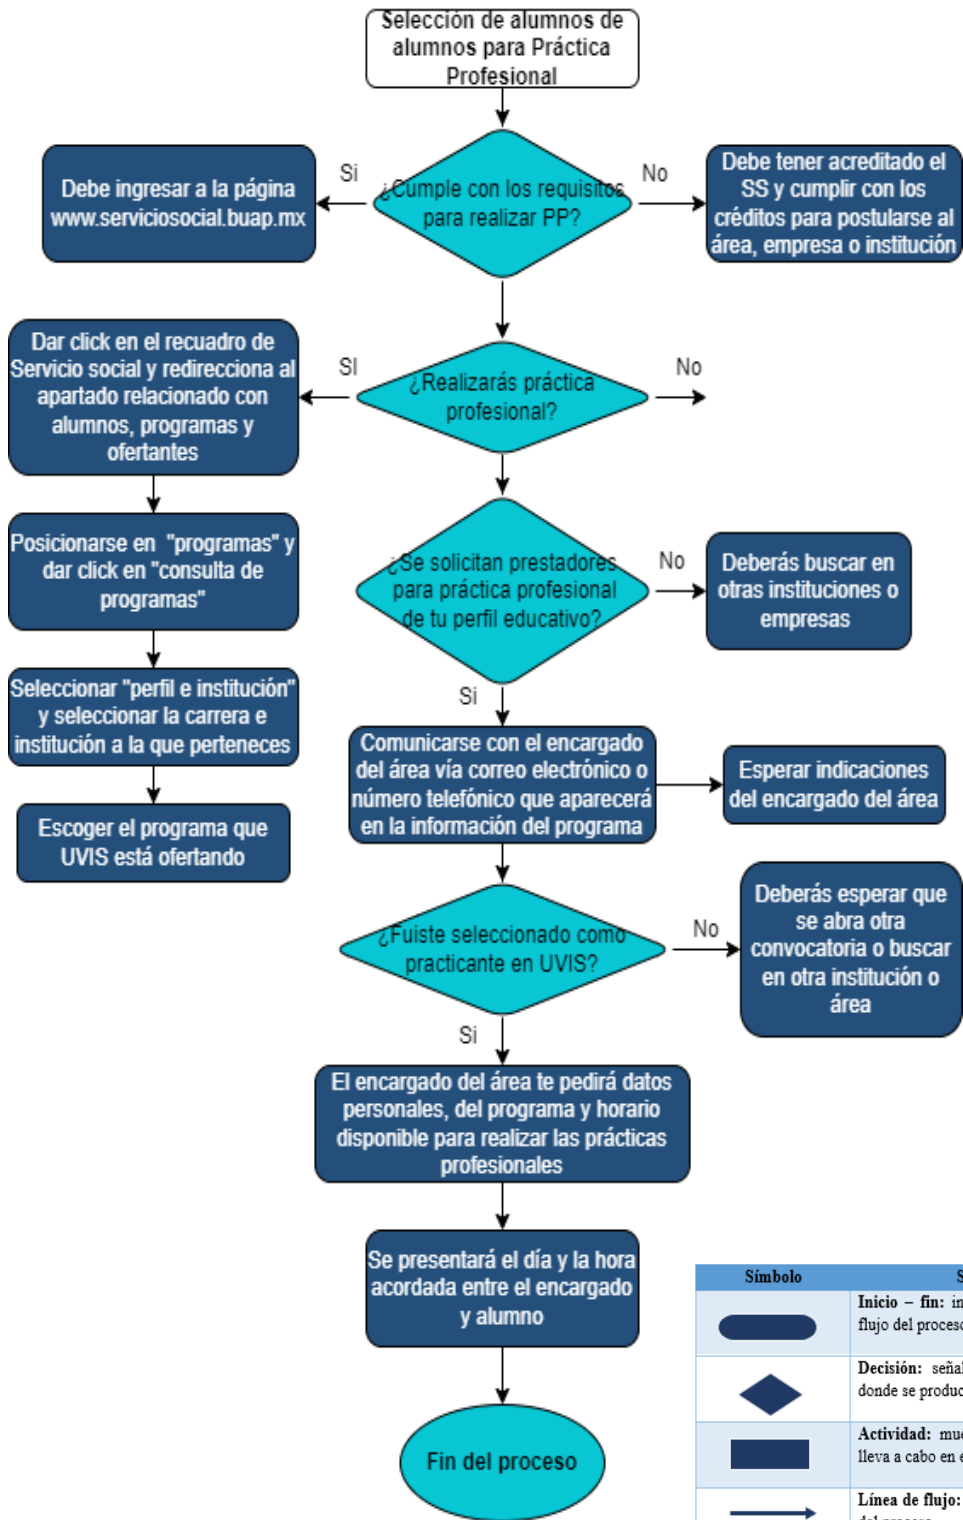 Selección de alumnos de
alumnos para Práctica
Profesional
¿Cumple con los requisitos
para realizar PP?
Si
No
Debe ingresar a la página
www.serviciosocial.buap.mx
Debe tener acreditado el
SS y cumplir con los
créditos para postularse al
área, empresa o institución
¿Realizarás práctica
profesional?
SI
No
Dar click en el recuadro de
Servicio social y redirecciona al
apartado relacionado con
alumnos, programas y
ofertantes
Posicionarse en "programas" y
dar click en "consulta de
programas"
Seleccionar "perfil e institución"
y seleccionar la carrera e
institución a la que perteneces
Escoger el programa que
UVIS está ofertando
¿Se solicitan prestadores
para práctica profesional
de tu perfil educativo?
No
Deberás buscar en
otras instituciones o
empresas
Si
Comunicarse con el encargado
del área vía correo electrónico o
número telefónico que aparecerá
en la información del programa
Esperar indicaciones
del encargado del área
¿Fuiste seleccionado como
practicante en UVIS?
No
Deberás esperar que
se abra otra
convocatoria o buscar
en otra institución o
área
Si
El encargado del área te pedirá datos
personales, del programa y horario
disponible para realizar las prácticas
profesionales
Se presentará el día y la hora
acordada entre el encargado
y alumno
Fin del proceso
Símbolo
Inicio – fin:
flujo del proceso
Decisión:
donde se
Actividad:
lleva a cabo en
Línea de flujo: